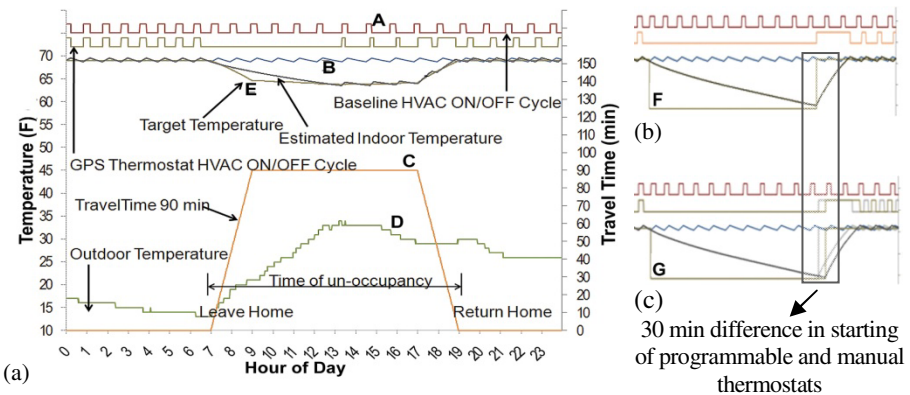 A
70
65
60
55
50
45
40
35
30
25
20
15
10
Temperature (F)
B
E
Target Temperature
Estimated Indoor Temperature
Baseline HVAC ON/OFF Cycle
GPS Thermostat HVAC ON/OFF Cycle
C
TravelTime 90 min
D
Outdoor Temperature
Time of un-occupancy
Leave Home
Return Home
150
140
130
120
110
100
90
80
70
60
50
40
30
20
10
0
Travel Time (min)
0 1 2 3 4 5 6 7 8 9 10 11 12 13 14 15 16 17 18 19 20 21 22 23
Hour of Day
(a)
F
(b)
G
(c)
30 min difference in starting
of programmable and manual
thermostats